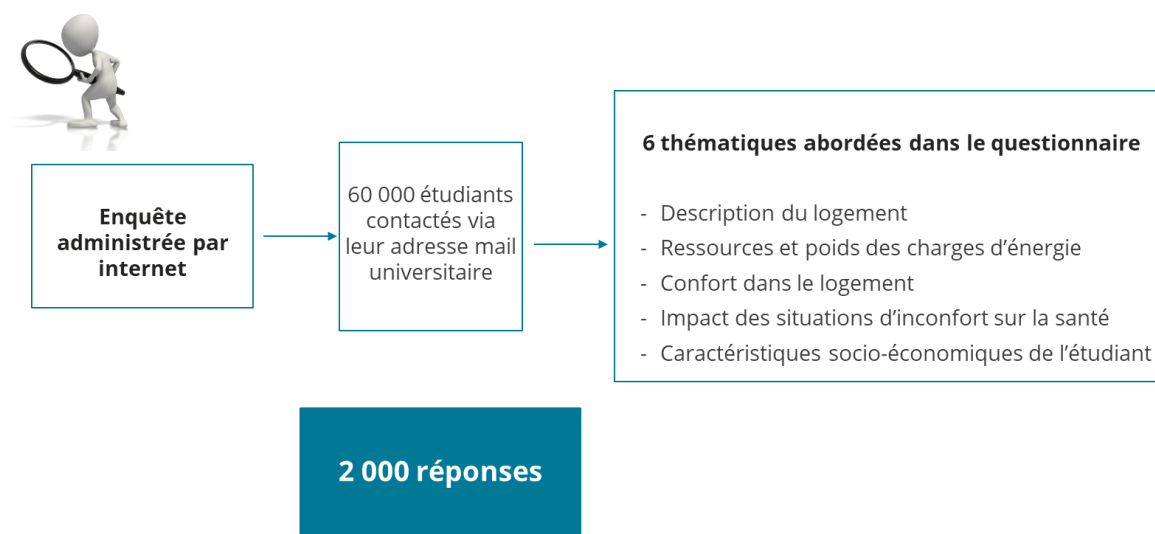 Enquête
administrée par
internet
60 000 étudiants
contactés via
leur adresse mail
universitaire
6 thématiques abordées dans le questionnaire
- Description du logement
- Ressources et poids des charges d'énergie
- Confort dans le logement
- Impact des situations d'inconfort sur la santé
- Caractéristiques socio-économiques de l'étudiant
2 000 réponses